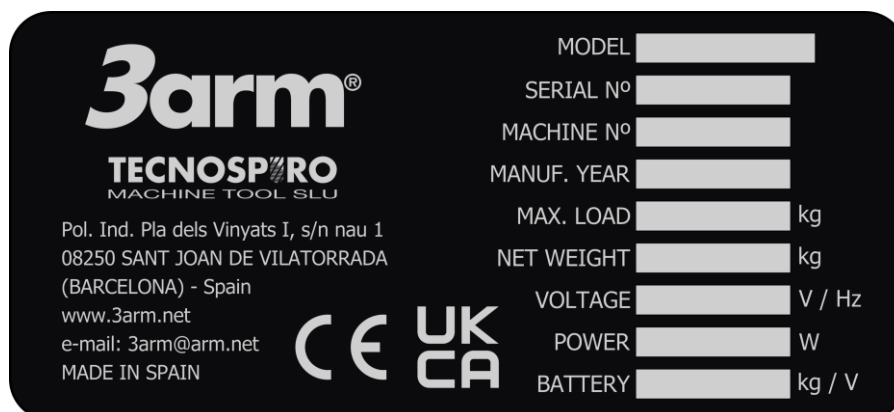 3arm®
TECNOSPIRO
MACHINE TOOL SLU
Pol. Ind. Pla dels Vinyats I, s/n nau 1
08250 SANT JOAN DE VILATORRADA
(BARCELONA) - Spain
www.3arm.net
e-mail: 3arm@arm.net
MADE IN SPAIN
CE
UK
CA
MODEL
SERIAL Nº
MACHINE Nº
MANUF. YEAR
MAX. LOAD kg
NET WEIGHT kg
VOLTAGE V / Hz
POWER W
BATTERY kg / V